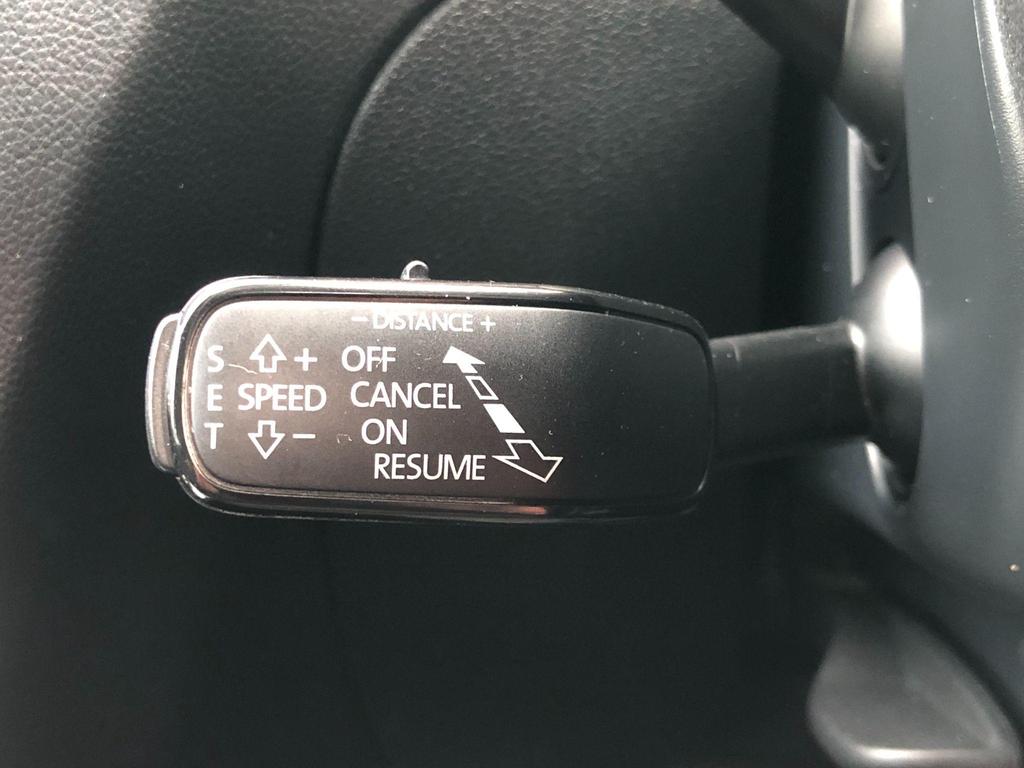 - DISTANCE +
S + OFF
E SPEED CANCEL
T - ON
RESUME